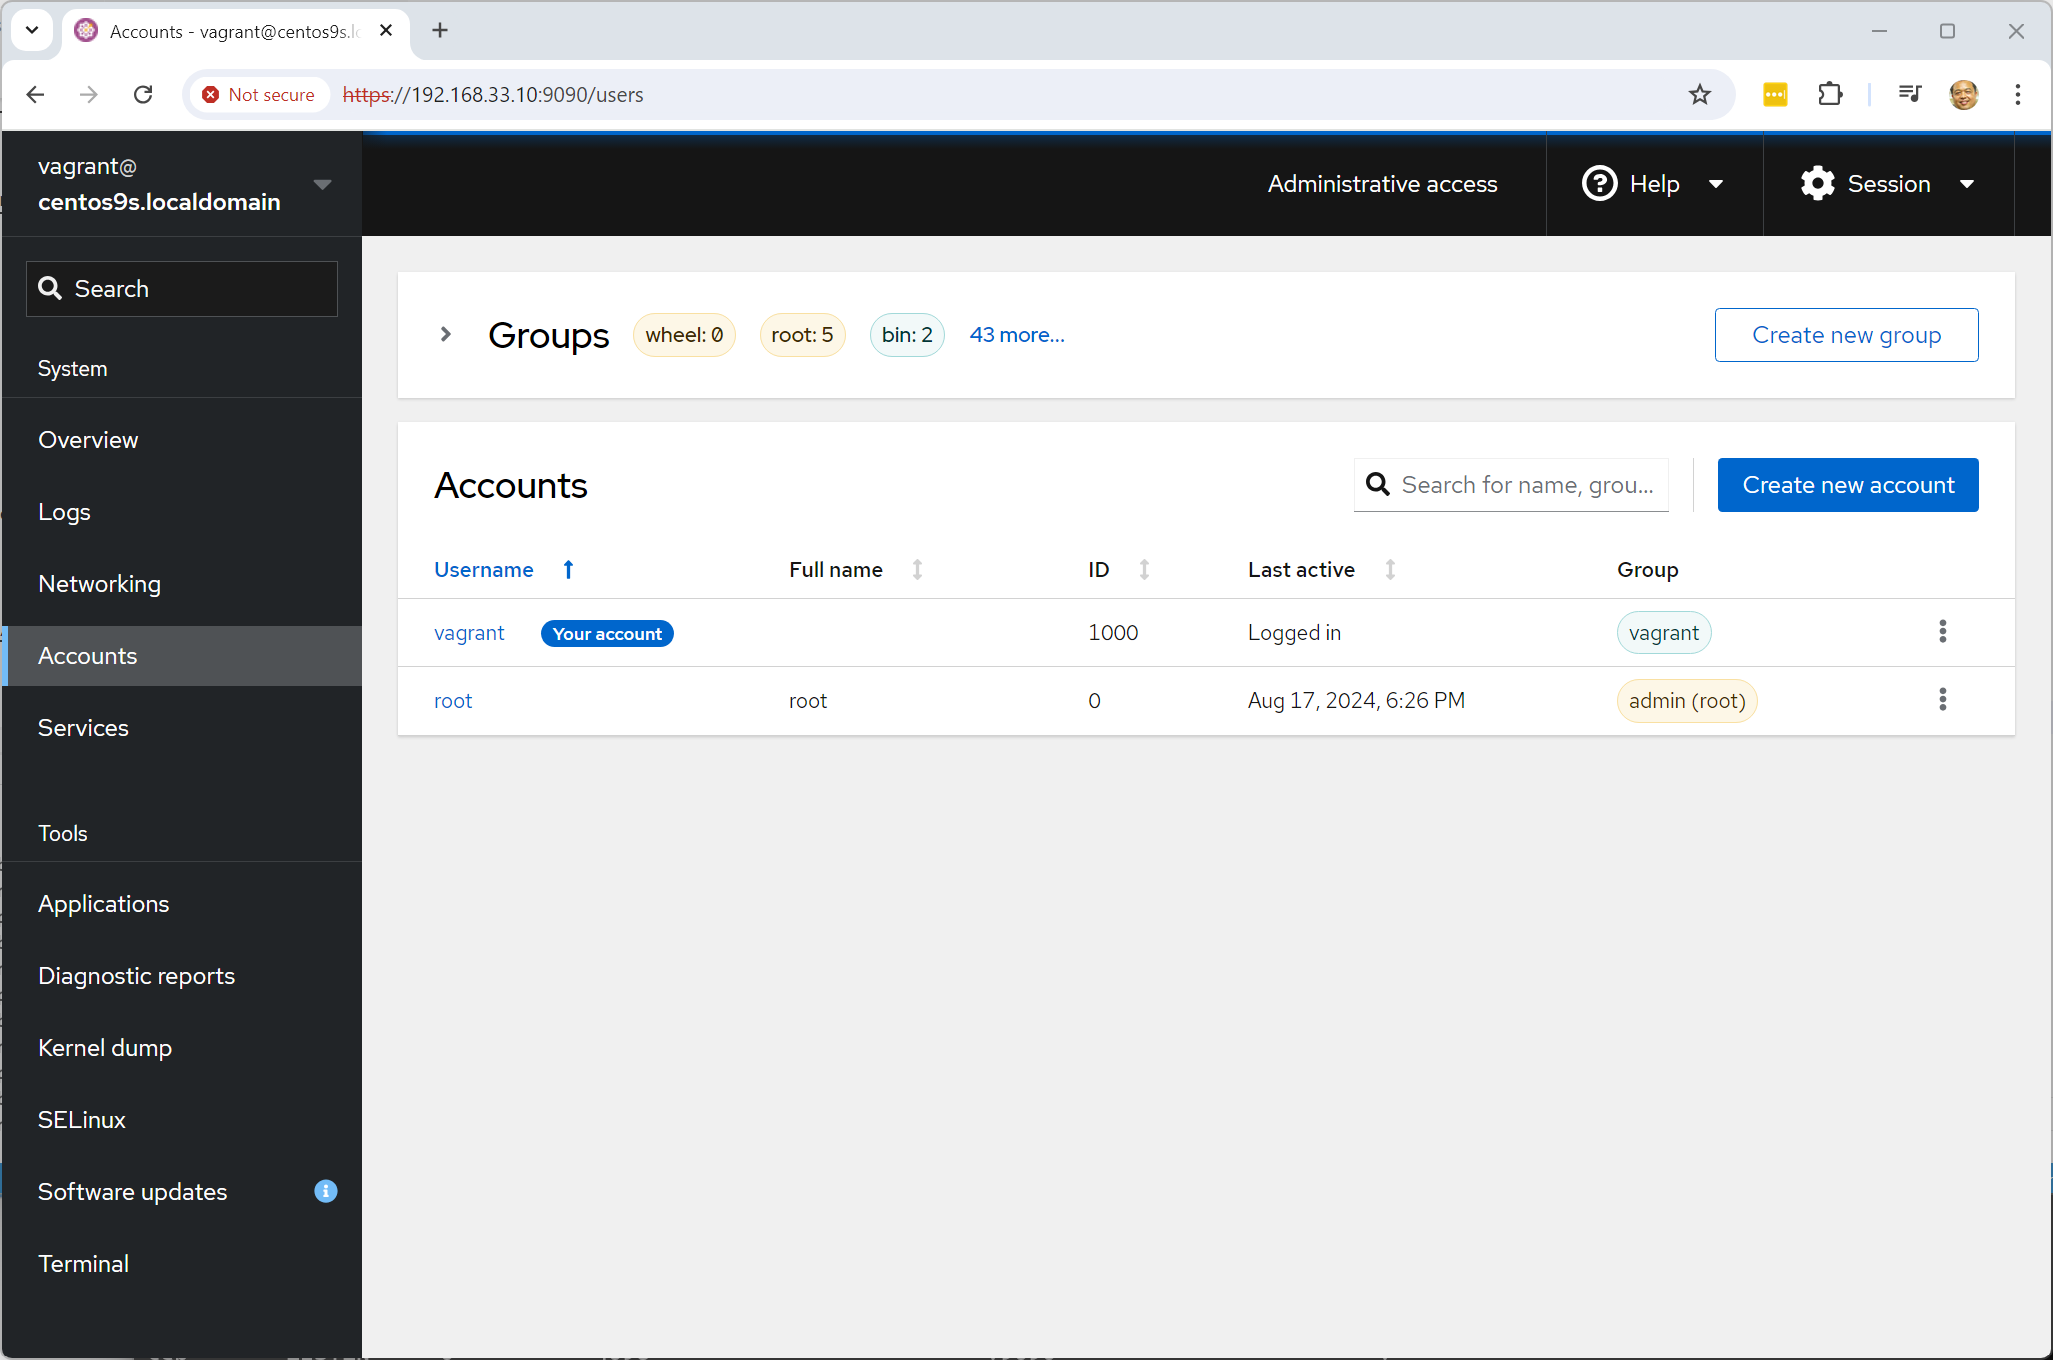 Accounts - vagrant@centos9s.l
Not secure https://192.168.33.10:9090/users
vagrant@
centos9s.localdomain
Administrative access
Help
Session
Search
System
Overview
Logs
Networking
Accounts
Services
Tools
Applications
Diagnostic reports
Kernel dump
SELinux
Software updates
Terminal
Groups wheel: 0 root: 5 bin: 2 43 more... Create new group
Accounts Search for name, grou... Create new account
Username Full name ID Last active Group
vagrant Your account 1000 Logged in vagrant
root root 0 Aug 17, 2024, 6:26 PM admin (root)